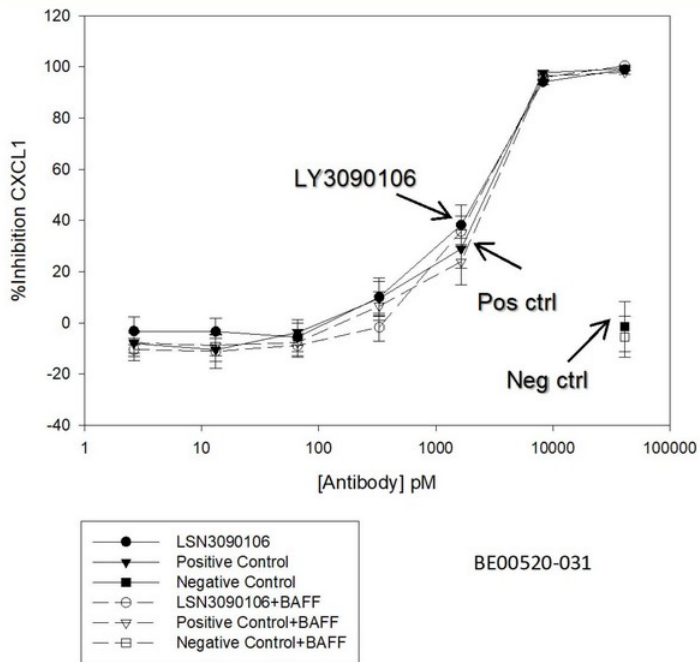 120
100
80
60
40
20
0
-20
-40
%Inhibition CXCL1
LY3090106
Pos ctrl
Neg ctrl
1 10 100 1000 10000 100000
[Antibody] pM
LSN3090106
Positive Control
Negative Control
LSN3090106+BAFF
Positive Control+BAFF
Negative Control+BAFF
BE00520-031